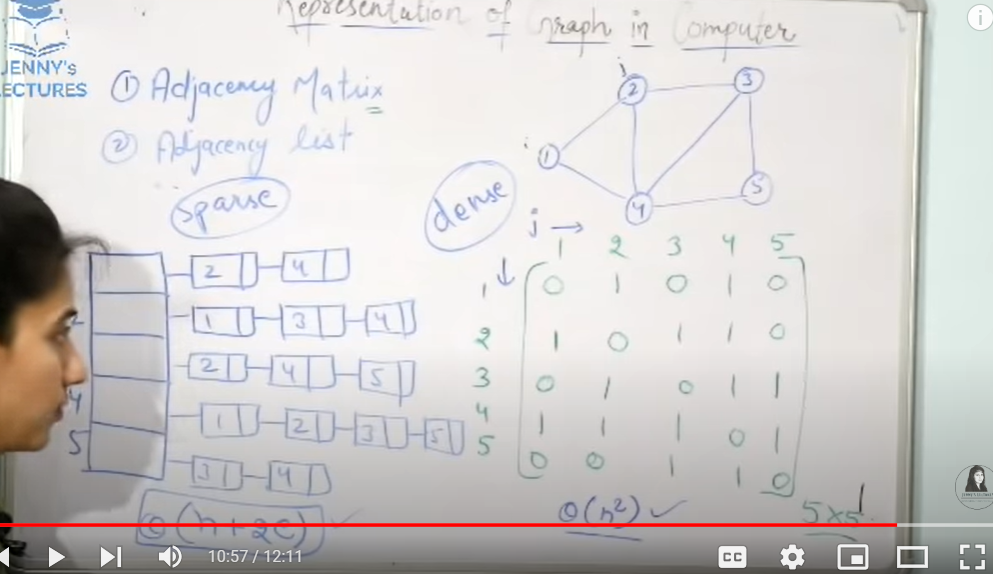 Representation of Graph in Computer
JENNY's
LECTURES
① Adjacency Matrix
② Adjacency list
sparse
dense
i
j
1
2
3
4
5
j →
↓
1 2 3 4 5
1 0 1 0 1 0
2 1 0 1 1 0
3 0 1 0 1 1
4 1 1 1 0 1
5 0 0 1 1 0
2 4
1 3 4
2 4 5
4 1 2 3 5
5 3 4
θ(n+2e) ✓
θ(n²) ✓
5×5
10:57 / 12:11
CC